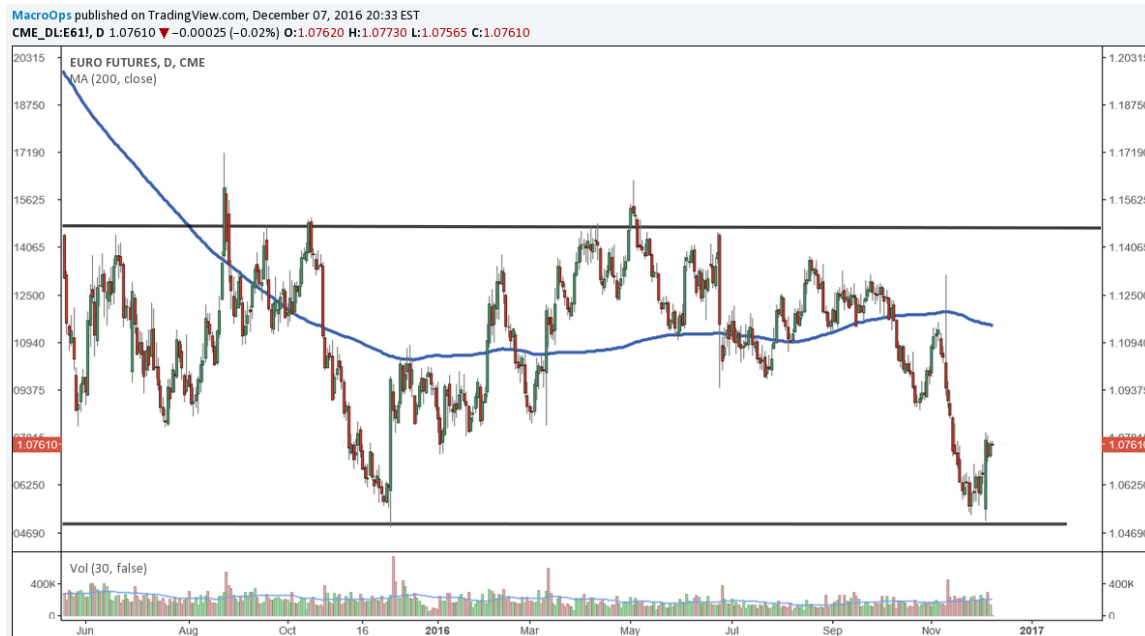 MacroOps published on TradingView.com, December 07, 2016 20:33 EST
CME_DL:E61!, D 1.07610 ▼ −0.00025 (−0.02%) O:1.07620 H:1.07730 L:1.07565 C:1.07610
EURO FUTURES, D, CME
MA (200, close)
20315 1.20315
18750 1.18750
17190 1.17190
15625 1.15625
14065 1.14065
12500 1.12500
10940 1.10940
09375 1.09375
1.07610 1.07610
06250 1.06250
04690 1.04690
Vol (30, false)
400K 400K
0 0
Jun Aug Oct 16 2016 Mar May Jul Sep Nov 2017